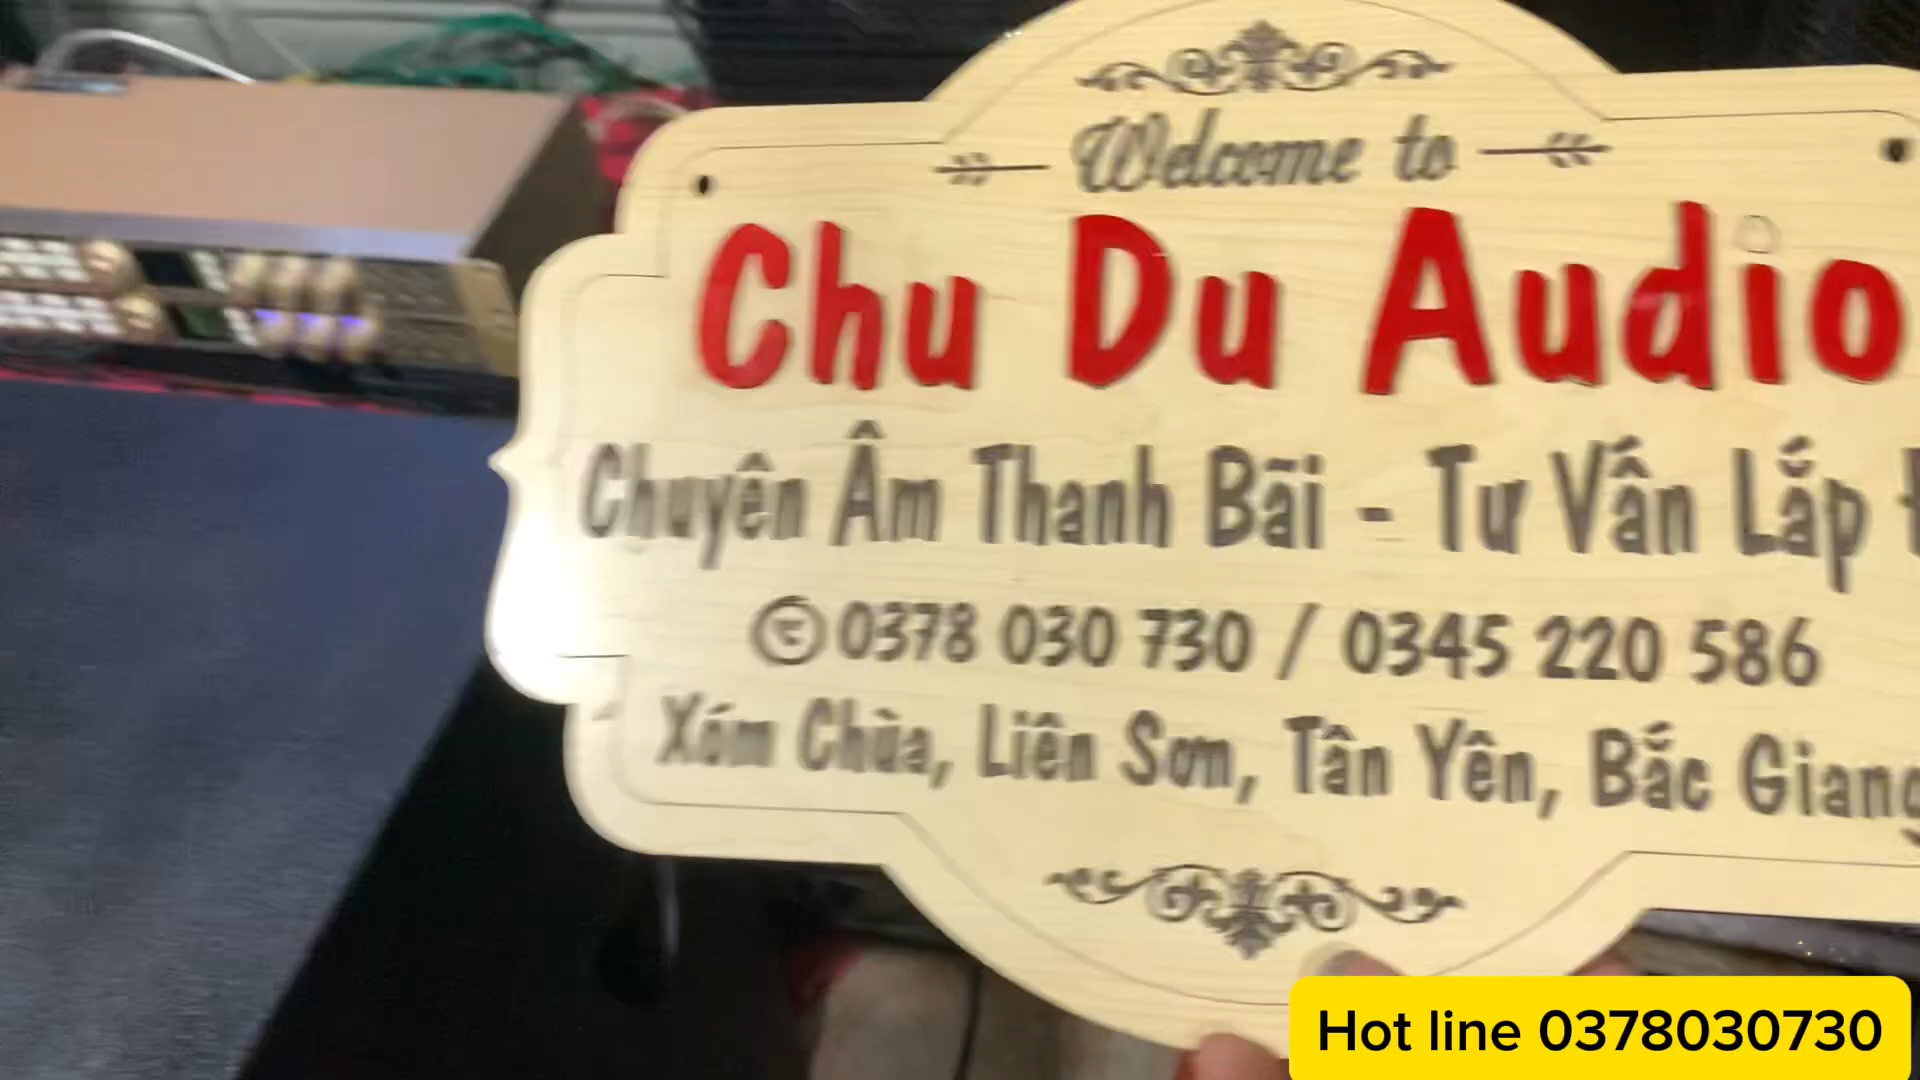 Welcome to
Chu Du Audio
Chuyên Âm Thanh Bãi - Tư Vấn Lắp
0378 030 730 / 0345 220 586
Xóm Chùa, Liên Sơn, Tân Yên, Bắc Giang
Hot line 0378030730